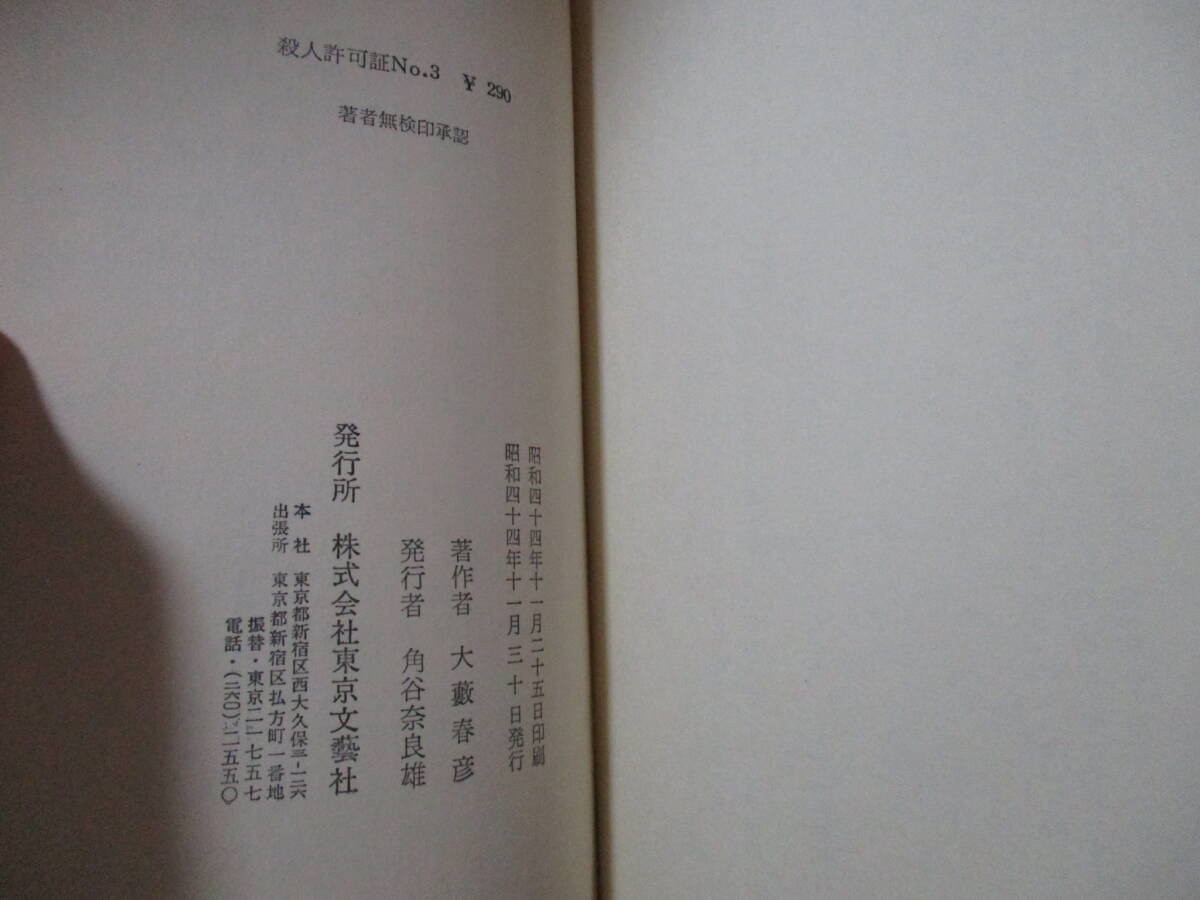 殺人許可証No.3 ¥ 290
著者無検印承認
昭和四十四年十一月二十五日印刷
昭和四十四年十一月三十日発行
著作者 大藪春彦
発行者 角谷奈良雄
発行所 株式会社東京文藝社
本社 東京都新宿区西大久保三ー一二六
出張所 東京都新宿区払方町一番地
振替・東京二一七五五七
電話・(二六〇)二一五五〇